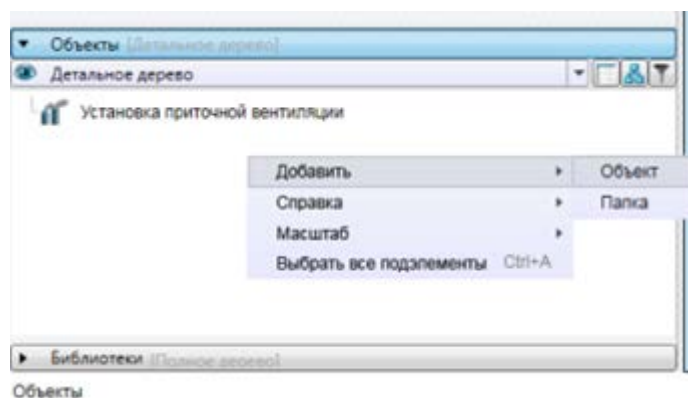 Объекты [Детальное дерево]
Детальное дерево
Установка приточной вентиляции
Добавить
Объект
Справка
Папка
Масштаб
Выбрать все подэлементы Ctrl+A
Библиотеки [Полное дерево]
Объекты